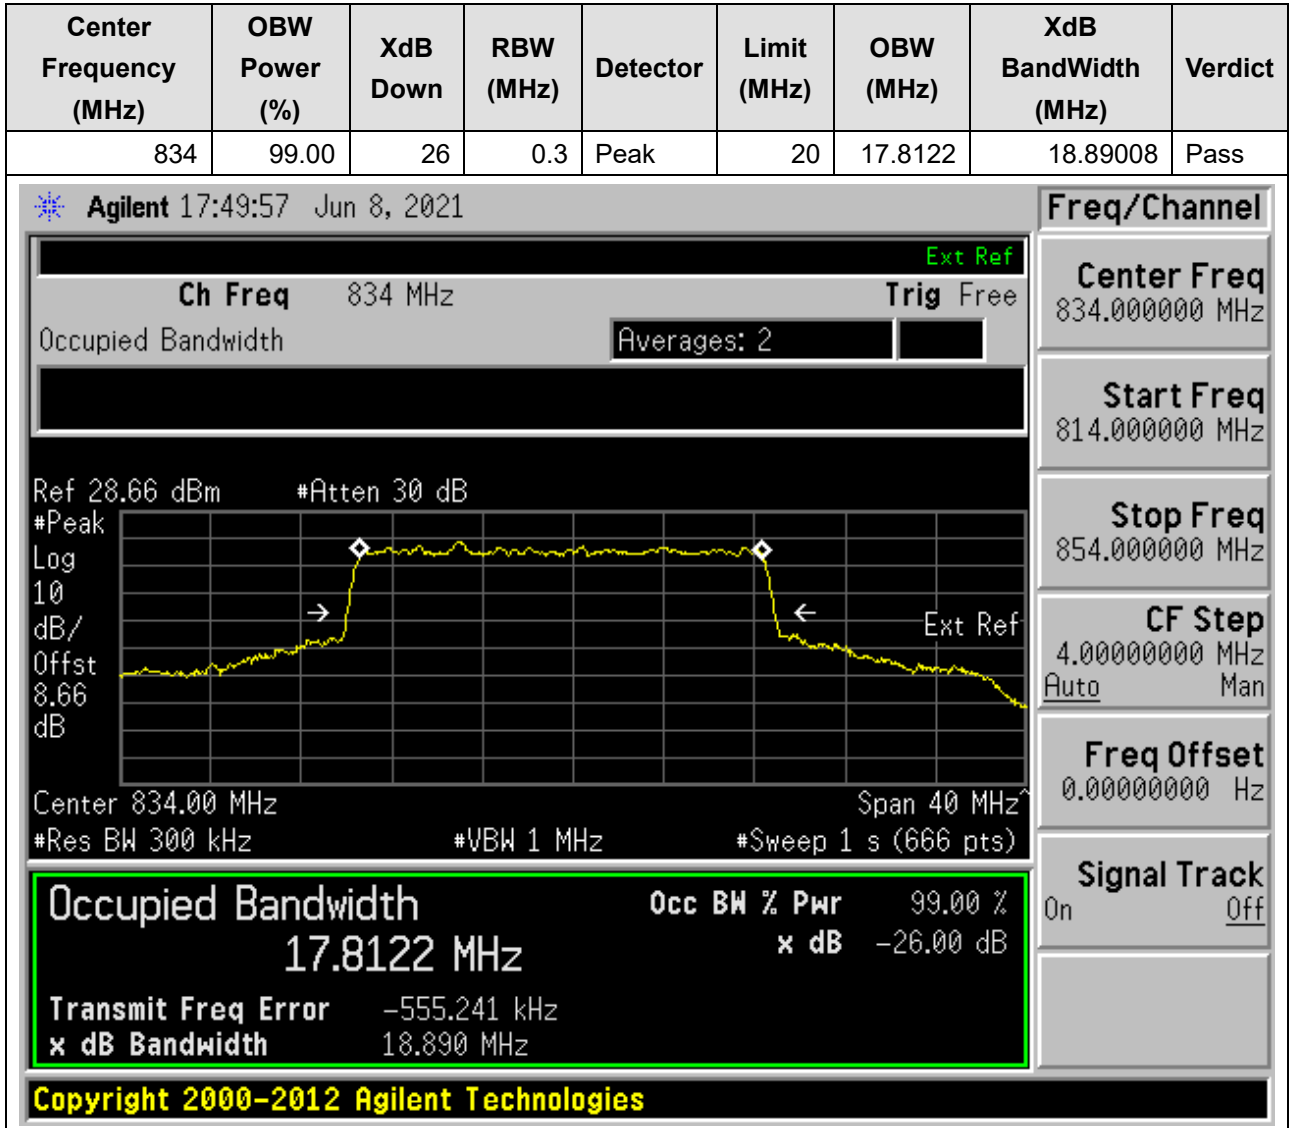 Center Frequency (MHz) OBW Power (%) XdB Down RBW (MHz) Detector Limit (MHz) OBW (MHz) XdB BandWidth (MHz) Verdict
834 99.00 26 0.3 Peak 20 17.8122 18.89008 Pass
Agilent 17:49:57 Jun 8, 2021
Ext Ref
Ch Freq 834 MHz Trig Free
Occupied Bandwidth Averages: 2
Ref 28.66 dBm #Atten 30 dB
#Peak
Log
10
dB/
Offst
8.66
dB
Ext Ref
Center 834.00 MHz Span 40 MHz^
#Res BW 300 kHz #VBW 1 MHz #Sweep 1 s (666 pts)
Occupied Bandwidth
17.8122 MHz
Occ BW % Pwr 99.00 %
x dB -26.00 dB
Transmit Freq Error -555.241 kHz
x dB Bandwidth 18.890 MHz
Copyright 2000-2012 Agilent Technologies
Freq/Channel
Center Freq
834.000000 MHz
Start Freq
814.000000 MHz
Stop Freq
854.000000 MHz
CF Step
4.00000000 MHz
Auto Man
Freq Offset
0.00000000 Hz
Signal Track
On Off